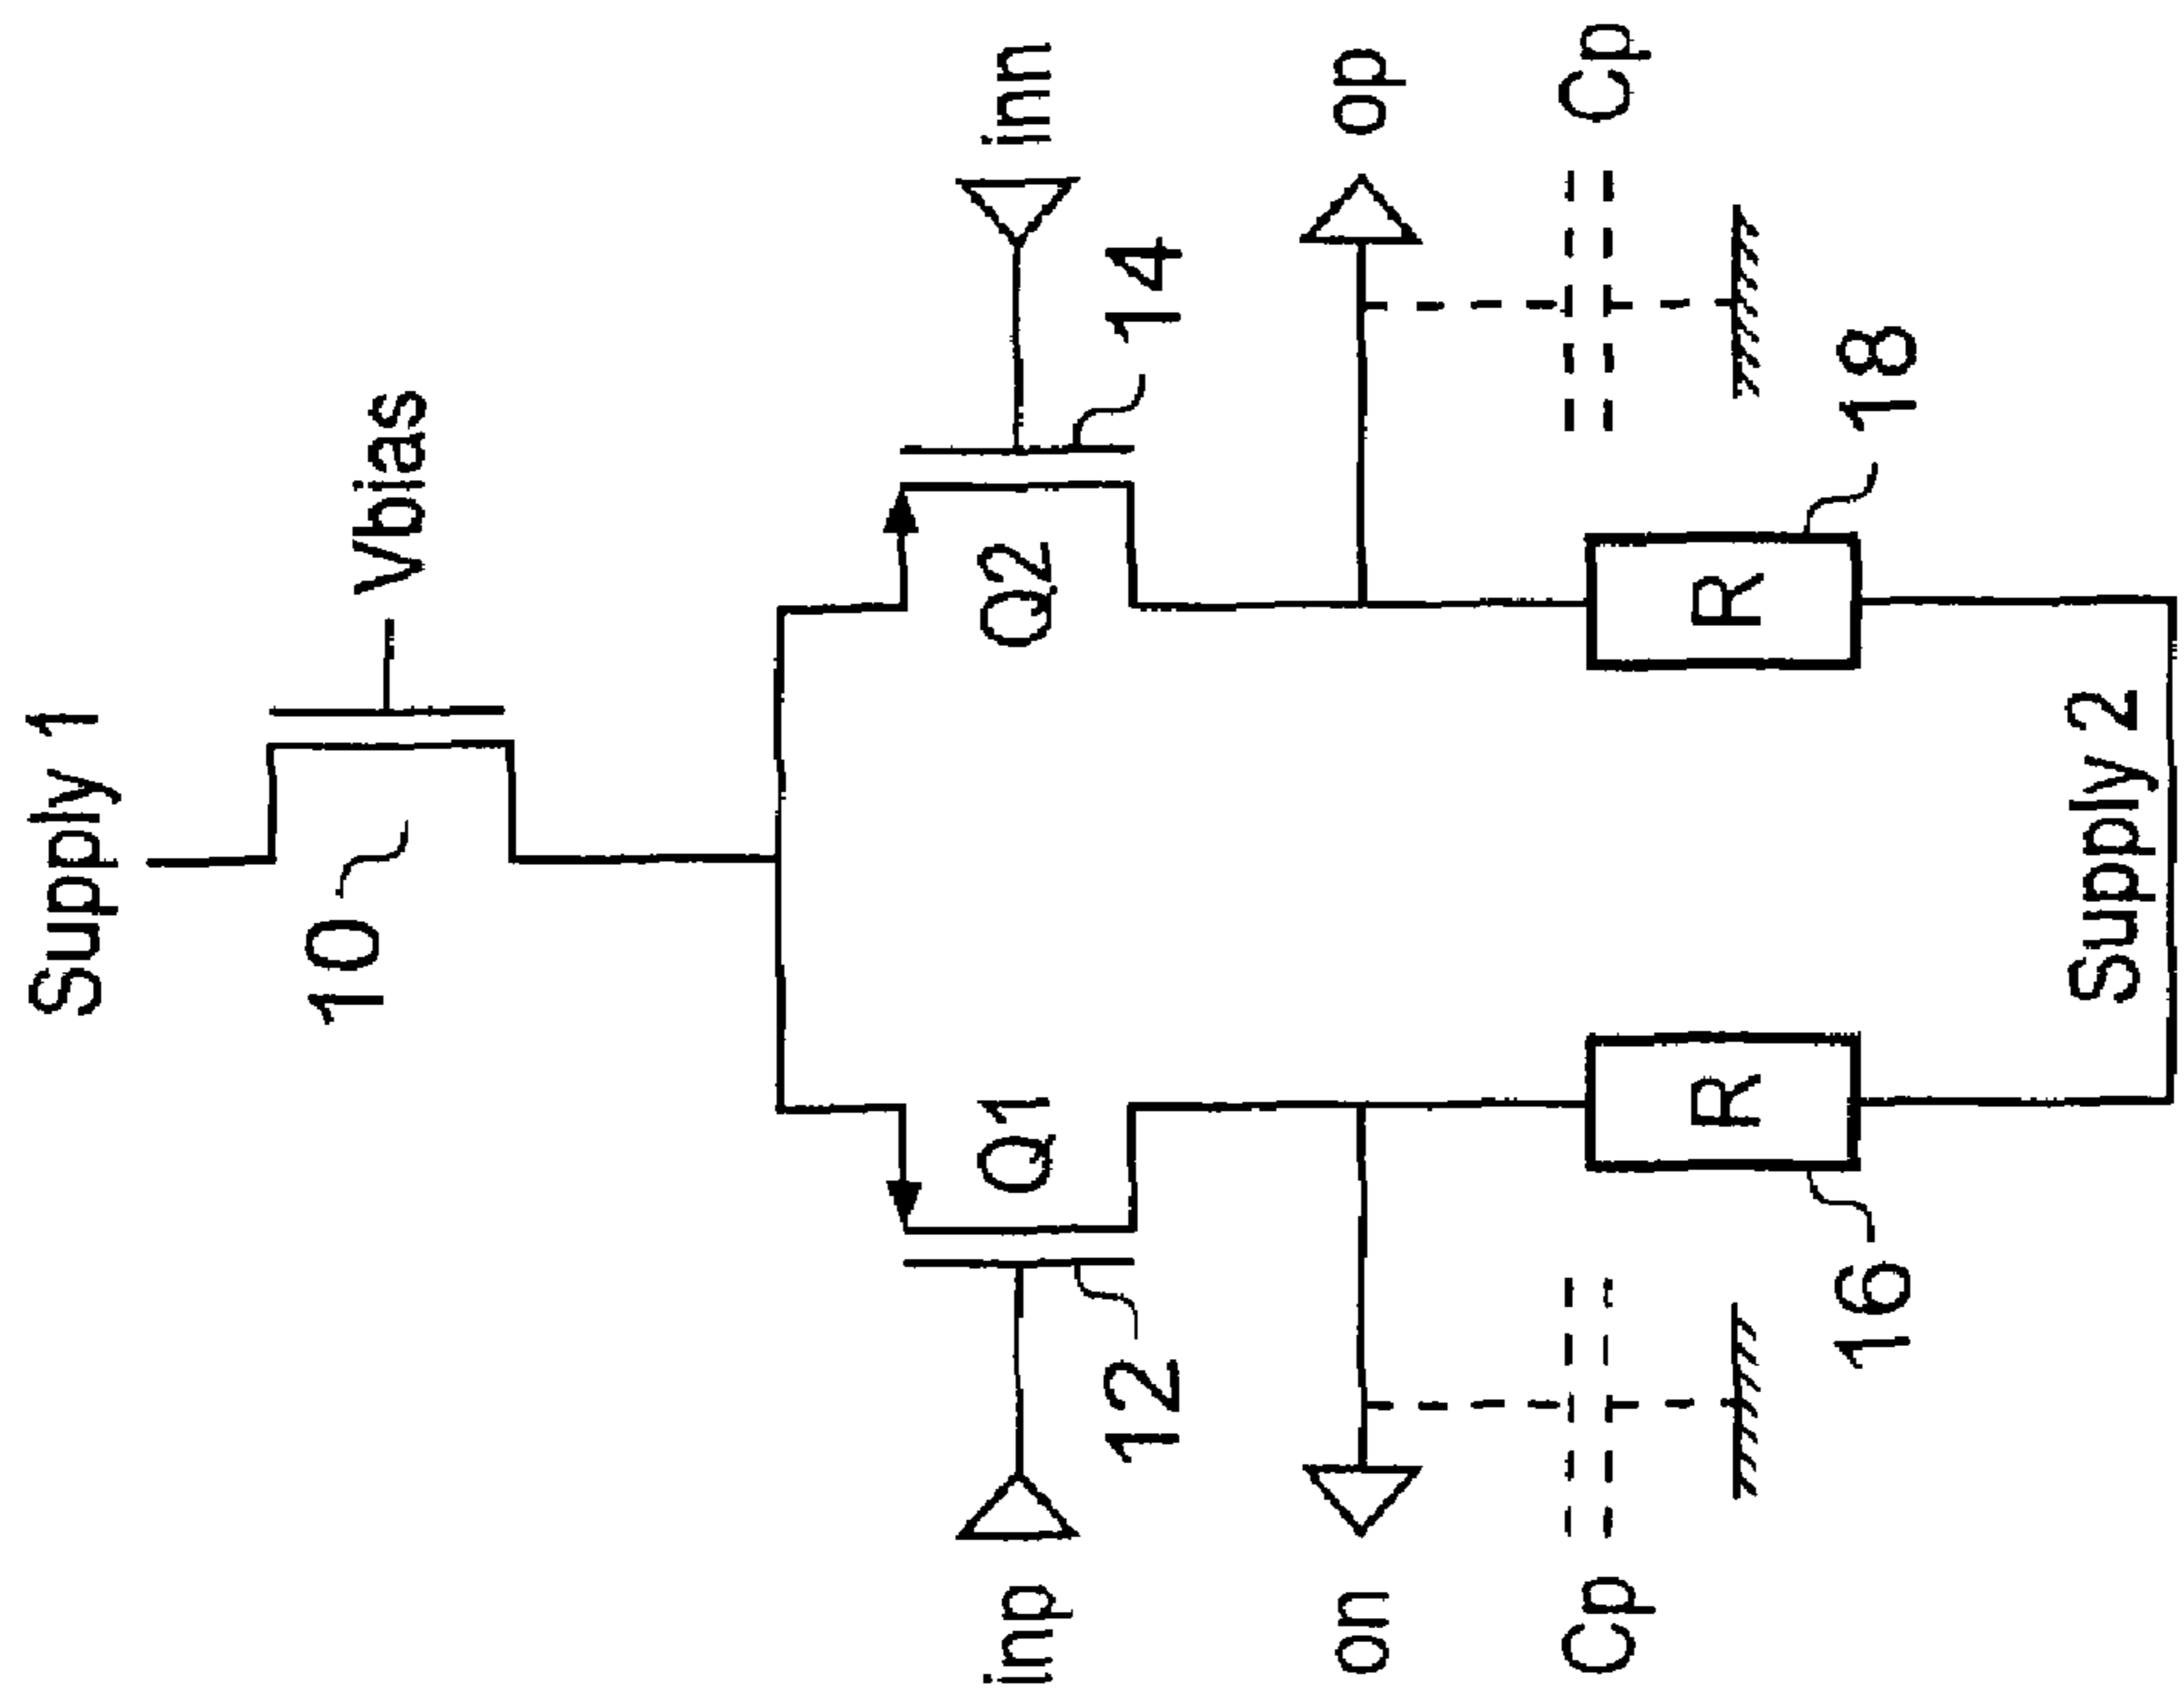 Supply 1
10
Vbias
inp
Q1
Q2
inn
12
14
on
op
Cp
R
R
Cp
16
18
Supply 2